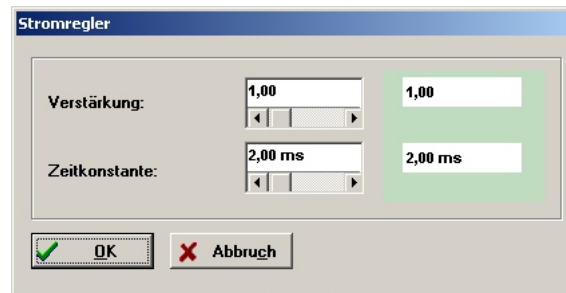 Stromregler
Verstärkung: 1,00 1,00
Zeitkonstante: 2,00 ms 2,00 ms
OK Abbruch